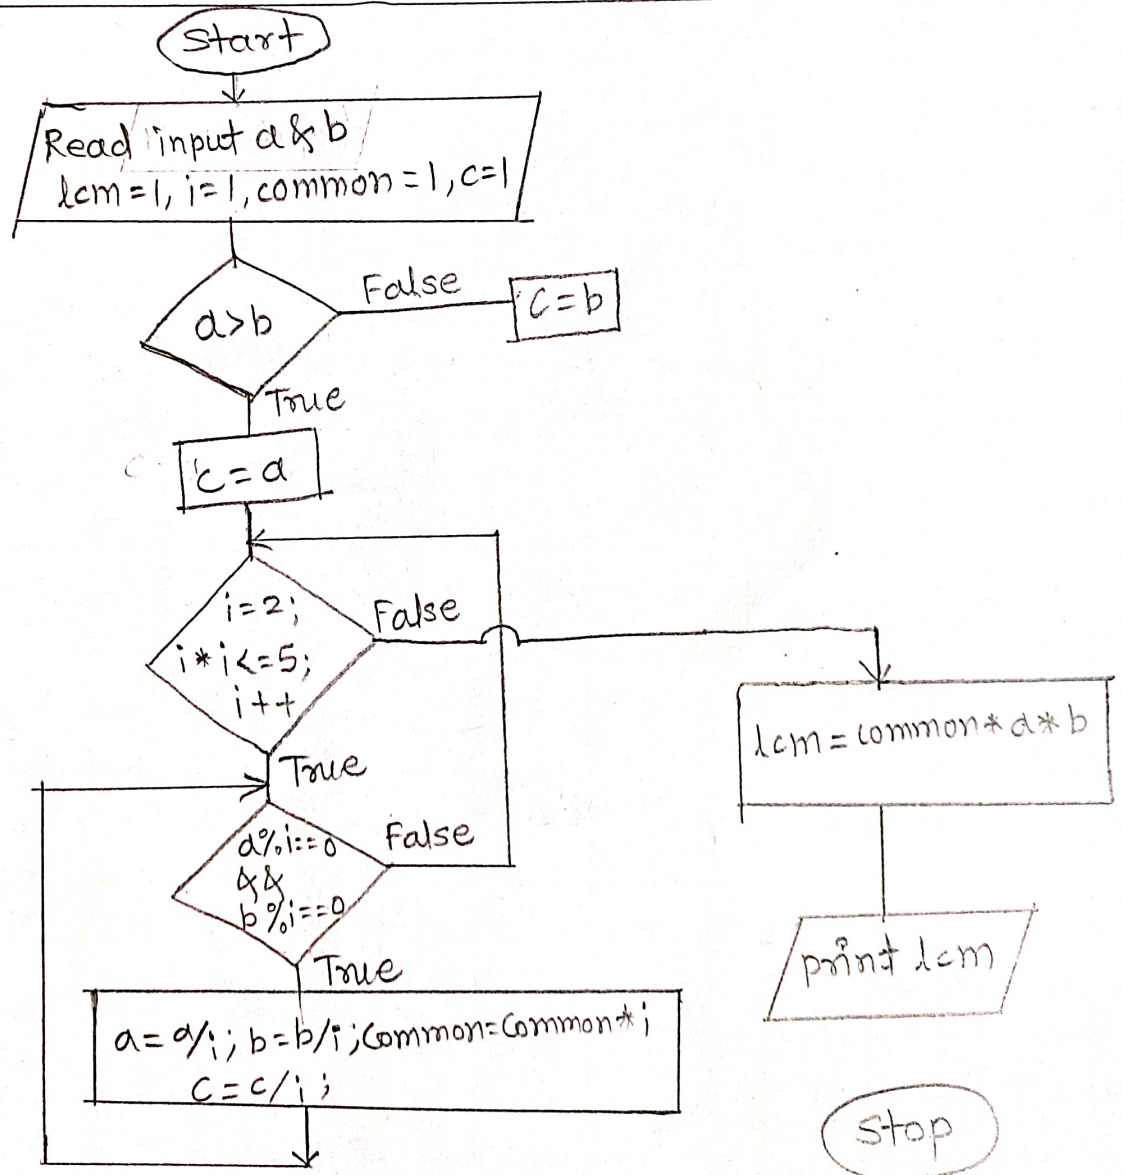 Start
Read input a & b
lcm=1, i=1, common=1, c=1
a>b
False
C=b
True
C=a
i=2;
i*i<=5;
i++
False
lcm=common*a*b
True
a%i==0
&&
b%i==0
False
print lcm
True
a=a/i; b=b/i; Common=Common*i
C=c/i;
Stop